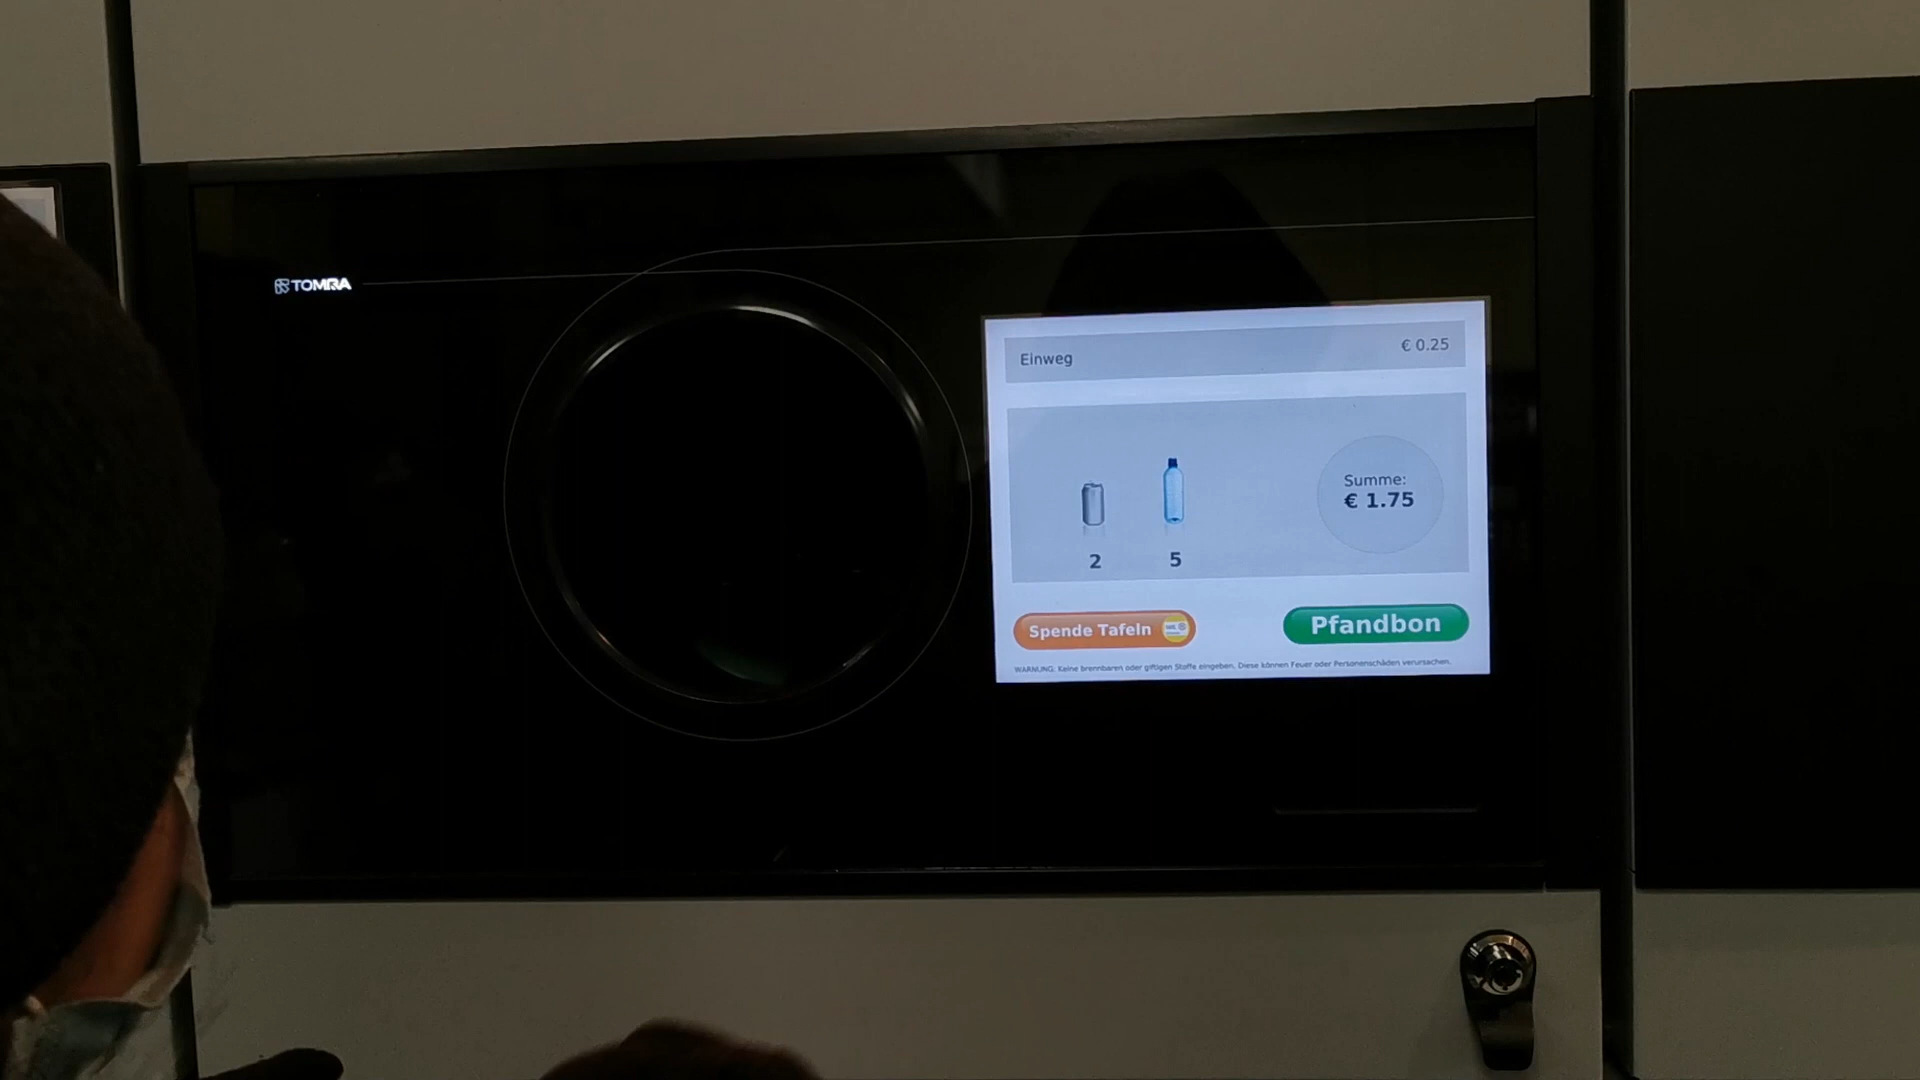 TOMRA
Einweg
€ 0.25
Summe:
€ 1.75
2
5
Spende Tafeln
Pfandbon
WARNUNG: Keine brennbaren oder giftigen Stoffe eingeben. Diese können Feuer oder Personenschäden verursachen.